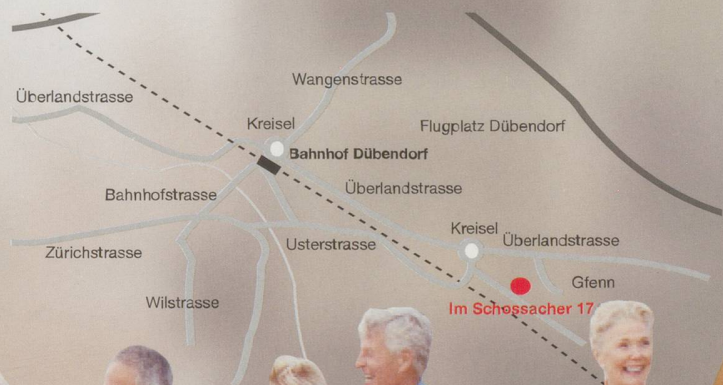 Wangenstrasse
Überlandstrasse
Kreisel
Flugplatz Dübendorf
Bahnhof Dübendorf
Bahnhofstrasse
Überlandstrasse
Kreisel
Überlandstrasse
Usterstrasse
Zürichstrasse
Gfenn
Wilstrasse
Im Schossacher 17